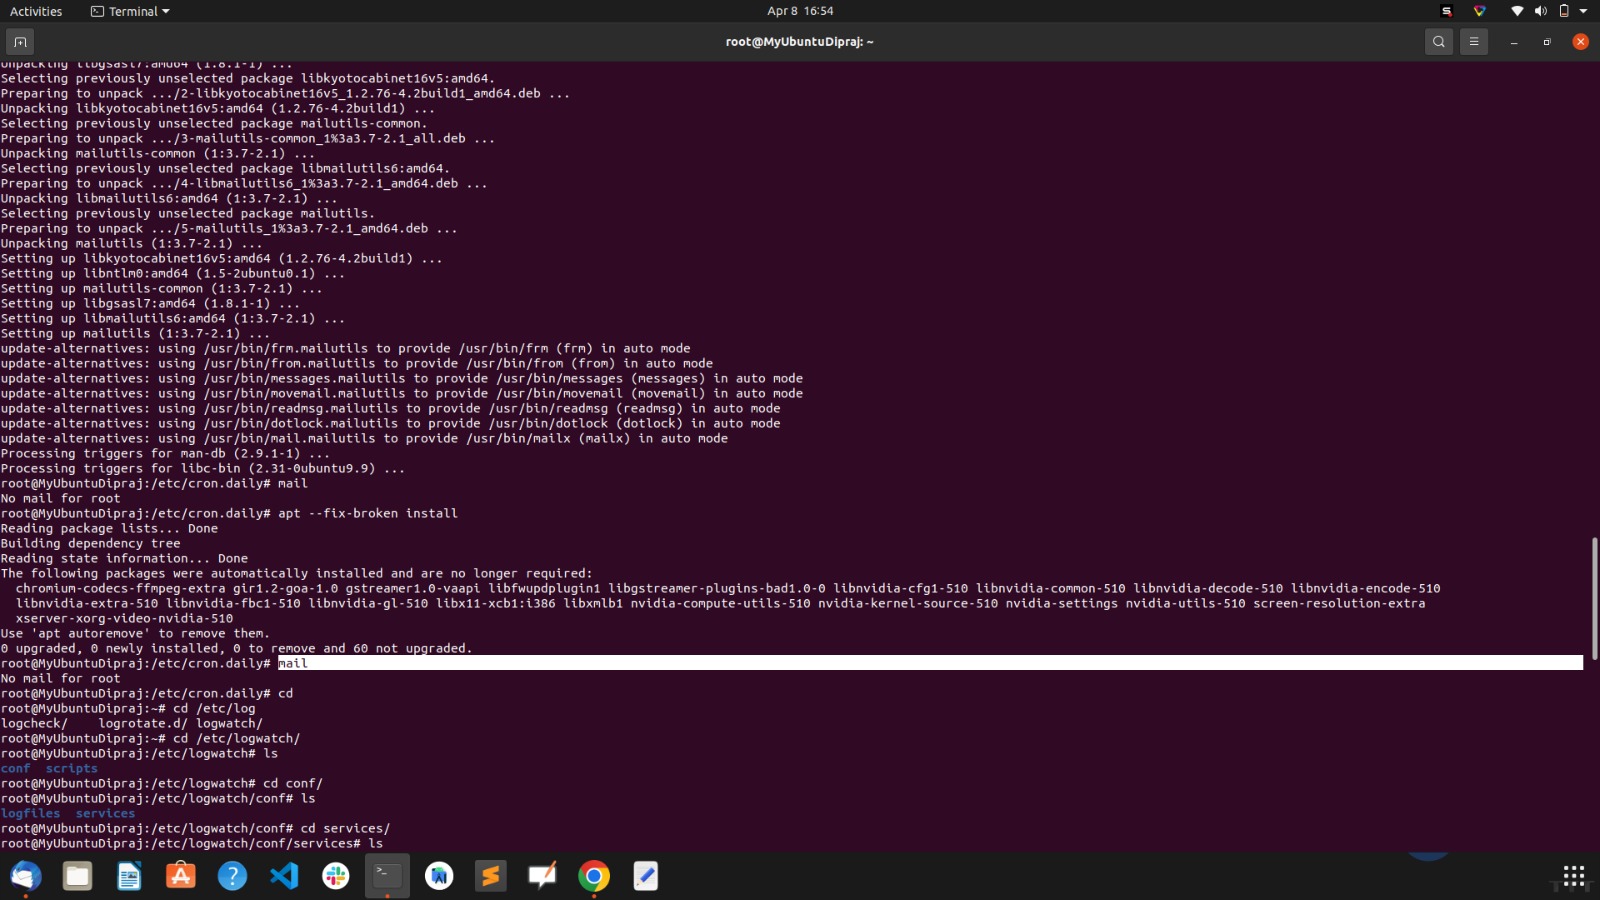 Activities
Terminal
Apr 8 16:54
root@MyUbuntuDipraj: ~
Unpacking libgsasl7:amd64 (1.8.1-1) ...
Selecting previously unselected package libkyotocabinet16v5:amd64.
Preparing to unpack .../2-libkyotocabinet16v5_1.2.76-4.2build1_amd64.deb ...
Unpacking libkyotocabinet16v5:amd64 (1.2.76-4.2build1) ...
Selecting previously unselected package mailutils-common.
Preparing to unpack .../3-mailutils-common_1%3a3.7-2.1_all.deb ...
Unpacking mailutils-common (1:3.7-2.1) ...
Selecting previously unselected package libmailutils6:amd64.
Preparing to unpack .../4-libmailutils6_1%3a3.7-2.1_amd64.deb ...
Unpacking libmailutils6:amd64 (1:3.7-2.1) ...
Selecting previously unselected package mailutils.
Preparing to unpack .../5-mailutils_1%3a3.7-2.1_amd64.deb ...
Unpacking mailutils (1:3.7-2.1) ...
Setting up libkyotocabinet16v5:amd64 (1.2.76-4.2build1) ...
Setting up libntlm0:amd64 (1.5-2ubuntu0.1) ...
Setting up mailutils-common (1:3.7-2.1) ...
Setting up libgsasl7:amd64 (1.8.1-1) ...
Setting up libmailutils6:amd64 (1:3.7-2.1) ...
Setting up mailutils (1:3.7-2.1) ...
update-alternatives: using /usr/bin/frm.mailutils to provide /usr/bin/frm (frm) in auto mode
update-alternatives: using /usr/bin/from.mailutils to provide /usr/bin/from (from) in auto mode
update-alternatives: using /usr/bin/messages.mailutils to provide /usr/bin/messages (messages) in auto mode
update-alternatives: using /usr/bin/movemail.mailutils to provide /usr/bin/movemail (movemail) in auto mode
update-alternatives: using /usr/bin/readmsg.mailutils to provide /usr/bin/readmsg (readmsg) in auto mode
update-alternatives: using /usr/bin/dotlock.mailutils to provide /usr/bin/dotlock (dotlock) in auto mode
update-alternatives: using /usr/bin/mail.mailutils to provide /usr/bin/mailx (mailx) in auto mode
Processing triggers for man-db (2.9.1-1) ...
Processing triggers for libc-bin (2.31-0ubuntu9.9) ...
root@MyUbuntuDipraj:/etc/cron.daily# mail
No mail for root
root@MyUbuntuDipraj:/etc/cron.daily# apt --fix-broken install
Reading package lists... Done
Building dependency tree
Reading state information... Done
The following packages were automatically installed and are no longer required:
chromium-codecs-ffmpeg-extra gir1.2-goa-1.0 gstreamer1.0-vaapi libfwupdplugin1 libgstreamer-plugins-bad1.0-0 libnvidia-cfg1-510 libnvidia-common-510 libnvidia-decode-510 libnvidia-encode-510
libnvidia-extra-510 libnvidia-fbc1-510 libnvidia-gl-510 libx11-xcb1:i386 libxmlb1 nvidia-compute-utils-510 nvidia-kernel-source-510 nvidia-settings nvidia-utils-510 screen-resolution-extra
xserver-xorg-video-nvidia-510
Use 'apt autoremove' to remove them.
0 upgraded, 0 newly installed, 0 to remove and 60 not upgraded.
root@MyUbuntuDipraj:/etc/cron.daily# mail
No mail for root
root@MyUbuntuDipraj:/etc/cron.daily# cd
root@MyUbuntuDipraj:~# cd /etc/log
logcheck/    logrotate.d/ logwatch/
root@MyUbuntuDipraj:~# cd /etc/logwatch/
root@MyUbuntuDipraj:/etc/logwatch# ls
conf  scripts
root@MyUbuntuDipraj:/etc/logwatch# cd conf/
root@MyUbuntuDipraj:/etc/logwatch/conf# ls
logfiles  services
root@MyUbuntuDipraj:/etc/logwatch/conf# cd services/
root@MyUbuntuDipraj:/etc/logwatch/conf/services# ls